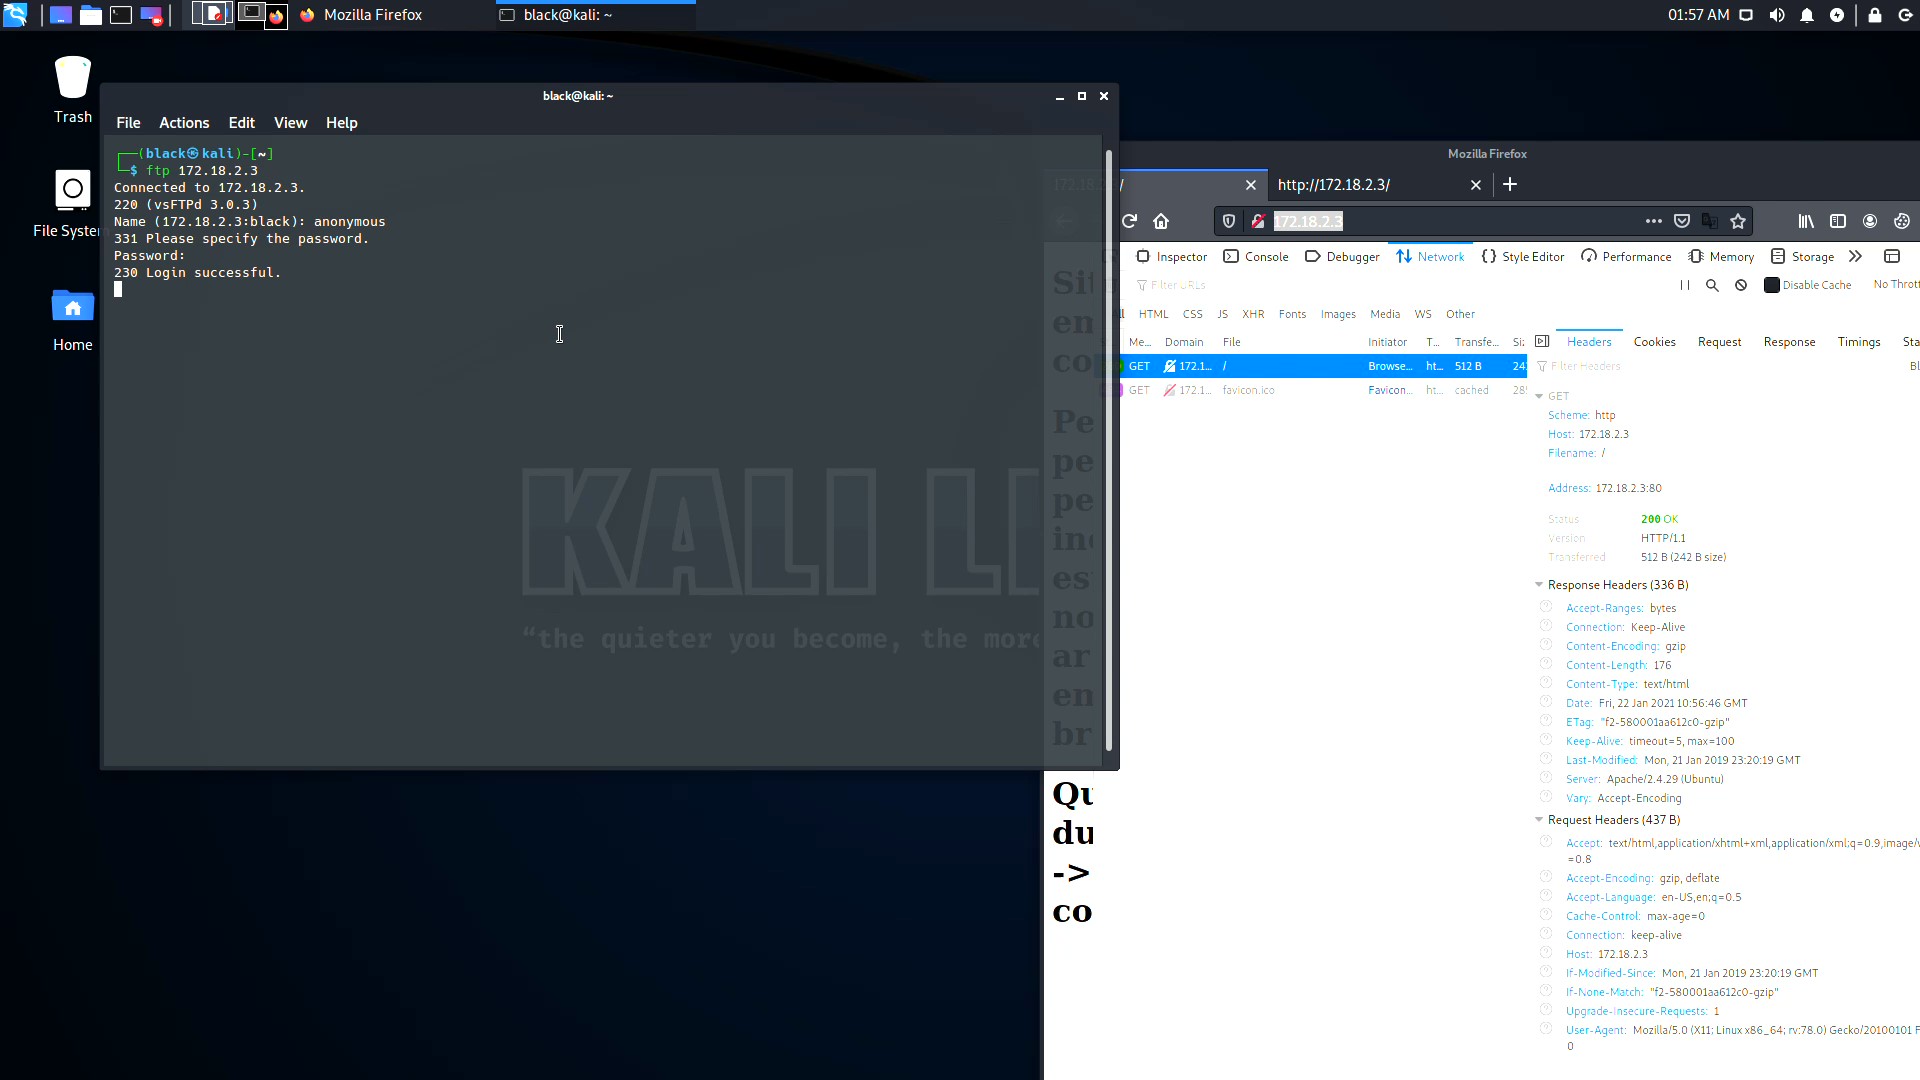 Mozilla Firefox
black@kali: ~
01:57 AM
Trash
File System
Home
black@kali: ~
File Actions Edit View Help
┌──(black㉿kali)-[~]
└─$ ftp 172.18.2.3
Connected to 172.18.2.3.
220 (vsFTPd 3.0.3)
Name (172.18.2.3:black): anonymous
331 Please specify the password.
Password:
230 Login successful.
KALI LI
“the quieter you become, the more
Mozilla Firefox
172.18.2.3/
http://172.18.2.3/
172.18.2.3
Inspector Console Debugger Network Style Editor Performance Memory Storage
Filter URLs
Disable Cache No Thrott
HTML CSS JS XHR Fonts Images Media WS Other
Me... Domain File Initiator T... Transfe... Si
GET 172.1... / Browse... ht... 512 B 24
GET 172.1... favicon.ico Favicon... ht... cached 28
Headers Cookies Request Response Timings Sta
Filter Headers Bl
GET
Scheme: http
Host: 172.18.2.3
Filename: /
Address: 172.18.2.3:80
Status 200 OK
Version HTTP/1.1
Transferred 512 B (242 B size)
Response Headers (336 B)
Accept-Ranges: bytes
Connection: Keep-Alive
Content-Encoding: gzip
Content-Length: 176
Content-Type: text/html
Date: Fri, 22 Jan 2021 10:56:46 GMT
ETag: "f2-580001aa612c0-gzip"
Keep-Alive: timeout=5, max=100
Last-Modified: Mon, 21 Jan 2019 23:20:19 GMT
Server: Apache/2.4.29 (Ubuntu)
Vary: Accept-Encoding
Request Headers (437 B)
Accept: text/html,application/xhtml+xml,application/xml;q=0.9,image/
=0.8
Accept-Encoding: gzip, deflate
Accept-Language: en-US,en;q=0.5
Cache-Control: max-age=0
Connection: keep-alive
Host: 172.18.2.3
If-Modified-Since: Mon, 21 Jan 2019 23:20:19 GMT
If-None-Match: "f2-580001aa612c0-gzip"
Upgrade-Insecure-Requests: 1
User-Agent: Mozilla/5.0 (X11; Linux x86_64; rv:78.0) Gecko/20100101 F
0
Sit
en
co
Pe
pe
pe
in
es
no
ar
en
br
Qu
du
->
co